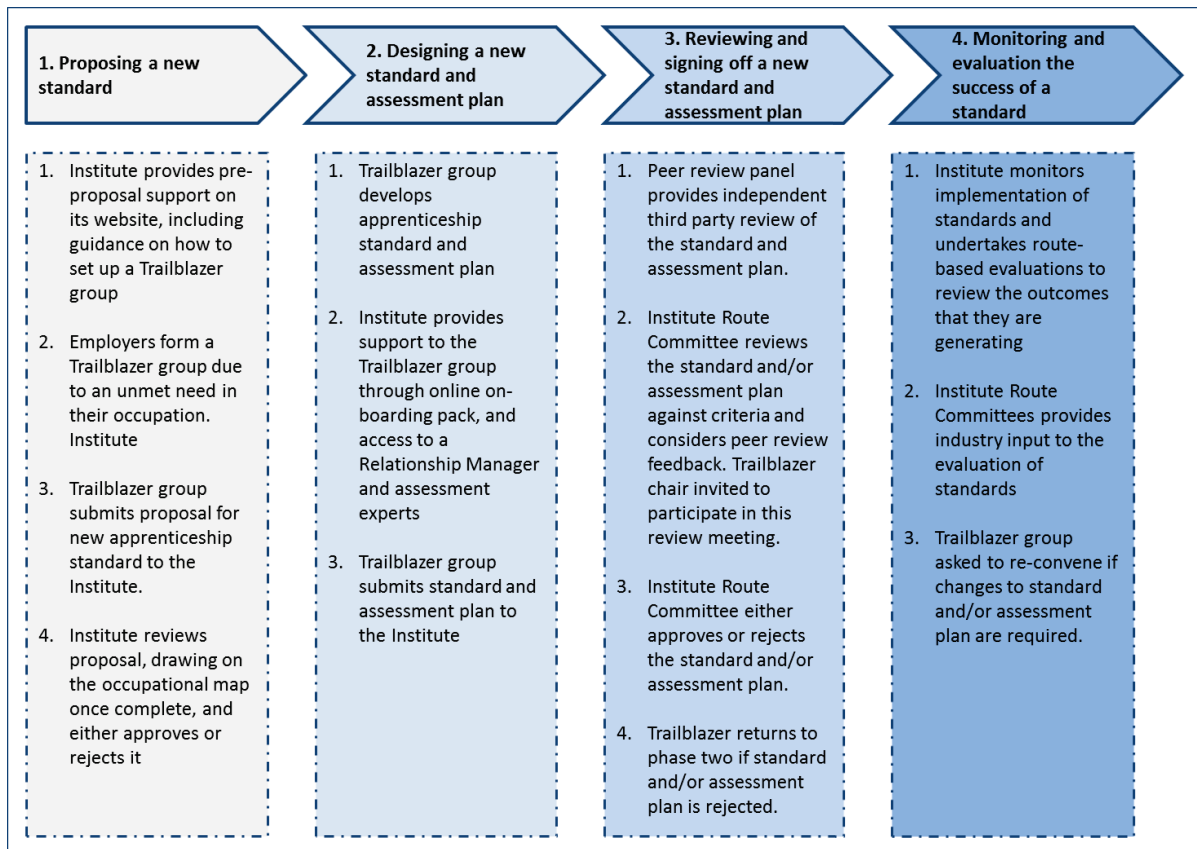 1. Proposing a new
standard
2. Designing a new
standard and
assessment plan
3. Reviewing and
signing off a new
standard and
assessment plan
4. Monitoring and
evaluation the
success of a
standard
1. Institute provides pre-
proposal support on
its website, including
guidance on how to
set up a Trailblazer
group
2. Employers form a
Trailblazer group due
to an unmet need in
their occupation.
Institute
3. Trailblazer group
submits proposal for
new apprenticeship
standard to the
Institute.
4. Institute reviews
proposal, drawing on
the occupational map
once complete, and
either approves or
rejects it
1. Trailblazer group
develops
apprenticeship
standard and
assessment plan
2. Institute provides
support to the
Trailblazer group
through online on-
boarding pack, and
access to a
Relationship Manager
and assessment
experts
3. Trailblazer group
submits standard and
assessment plan to
the Institute
1. Peer review panel
provides independent
third party review of
the standard and
assessment plan.
2. Institute Route
Committee reviews
the standard and/or
assessment plan
against criteria and
considers peer review
feedback. Trailblazer
chair invited to
participate in this
review meeting.
3. Institute Route
Committee either
approves or rejects
the standard and/or
assessment plan.
4. Trailblazer returns to
phase two if standard
and/or assessment
plan is rejected.
1. Institute monitors
implementation of
standards and
undertakes route-
based evaluations to
review the outcomes
that they are
generating
2. Institute Route
Committees provides
industry input to the
evaluation of
standards
3. Trailblazer group
asked to re-convene if
changes to standard
and/or assessment
plan are required.